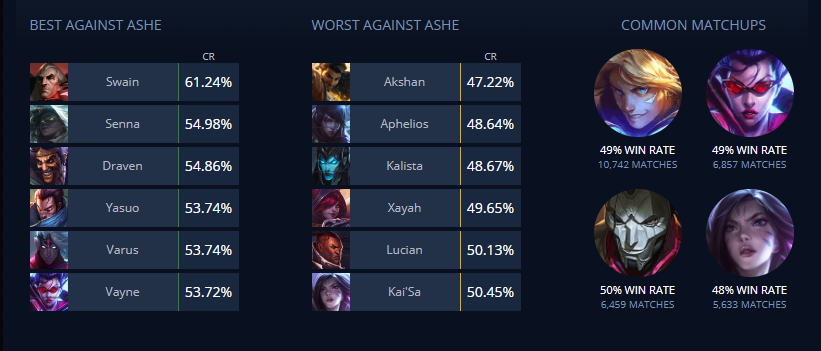 BEST AGAINST ASHE
CR
Swain 61.24%
Senna 54.98%
Draven 54.86%
Yasuo 53.74%
Varus 53.74%
Vayne 53.72%
WORST AGAINST ASHE
CR
Akshan 47.22%
Aphelios 48.64%
Kalista 48.67%
Xayah 49.65%
Lucian 50.13%
Kai'Sa 50.45%
COMMON MATCHUPS
49% WIN RATE
10,742 MATCHES
49% WIN RATE
6,857 MATCHES
50% WIN RATE
6,459 MATCHES
48% WIN RATE
5,633 MATCHES